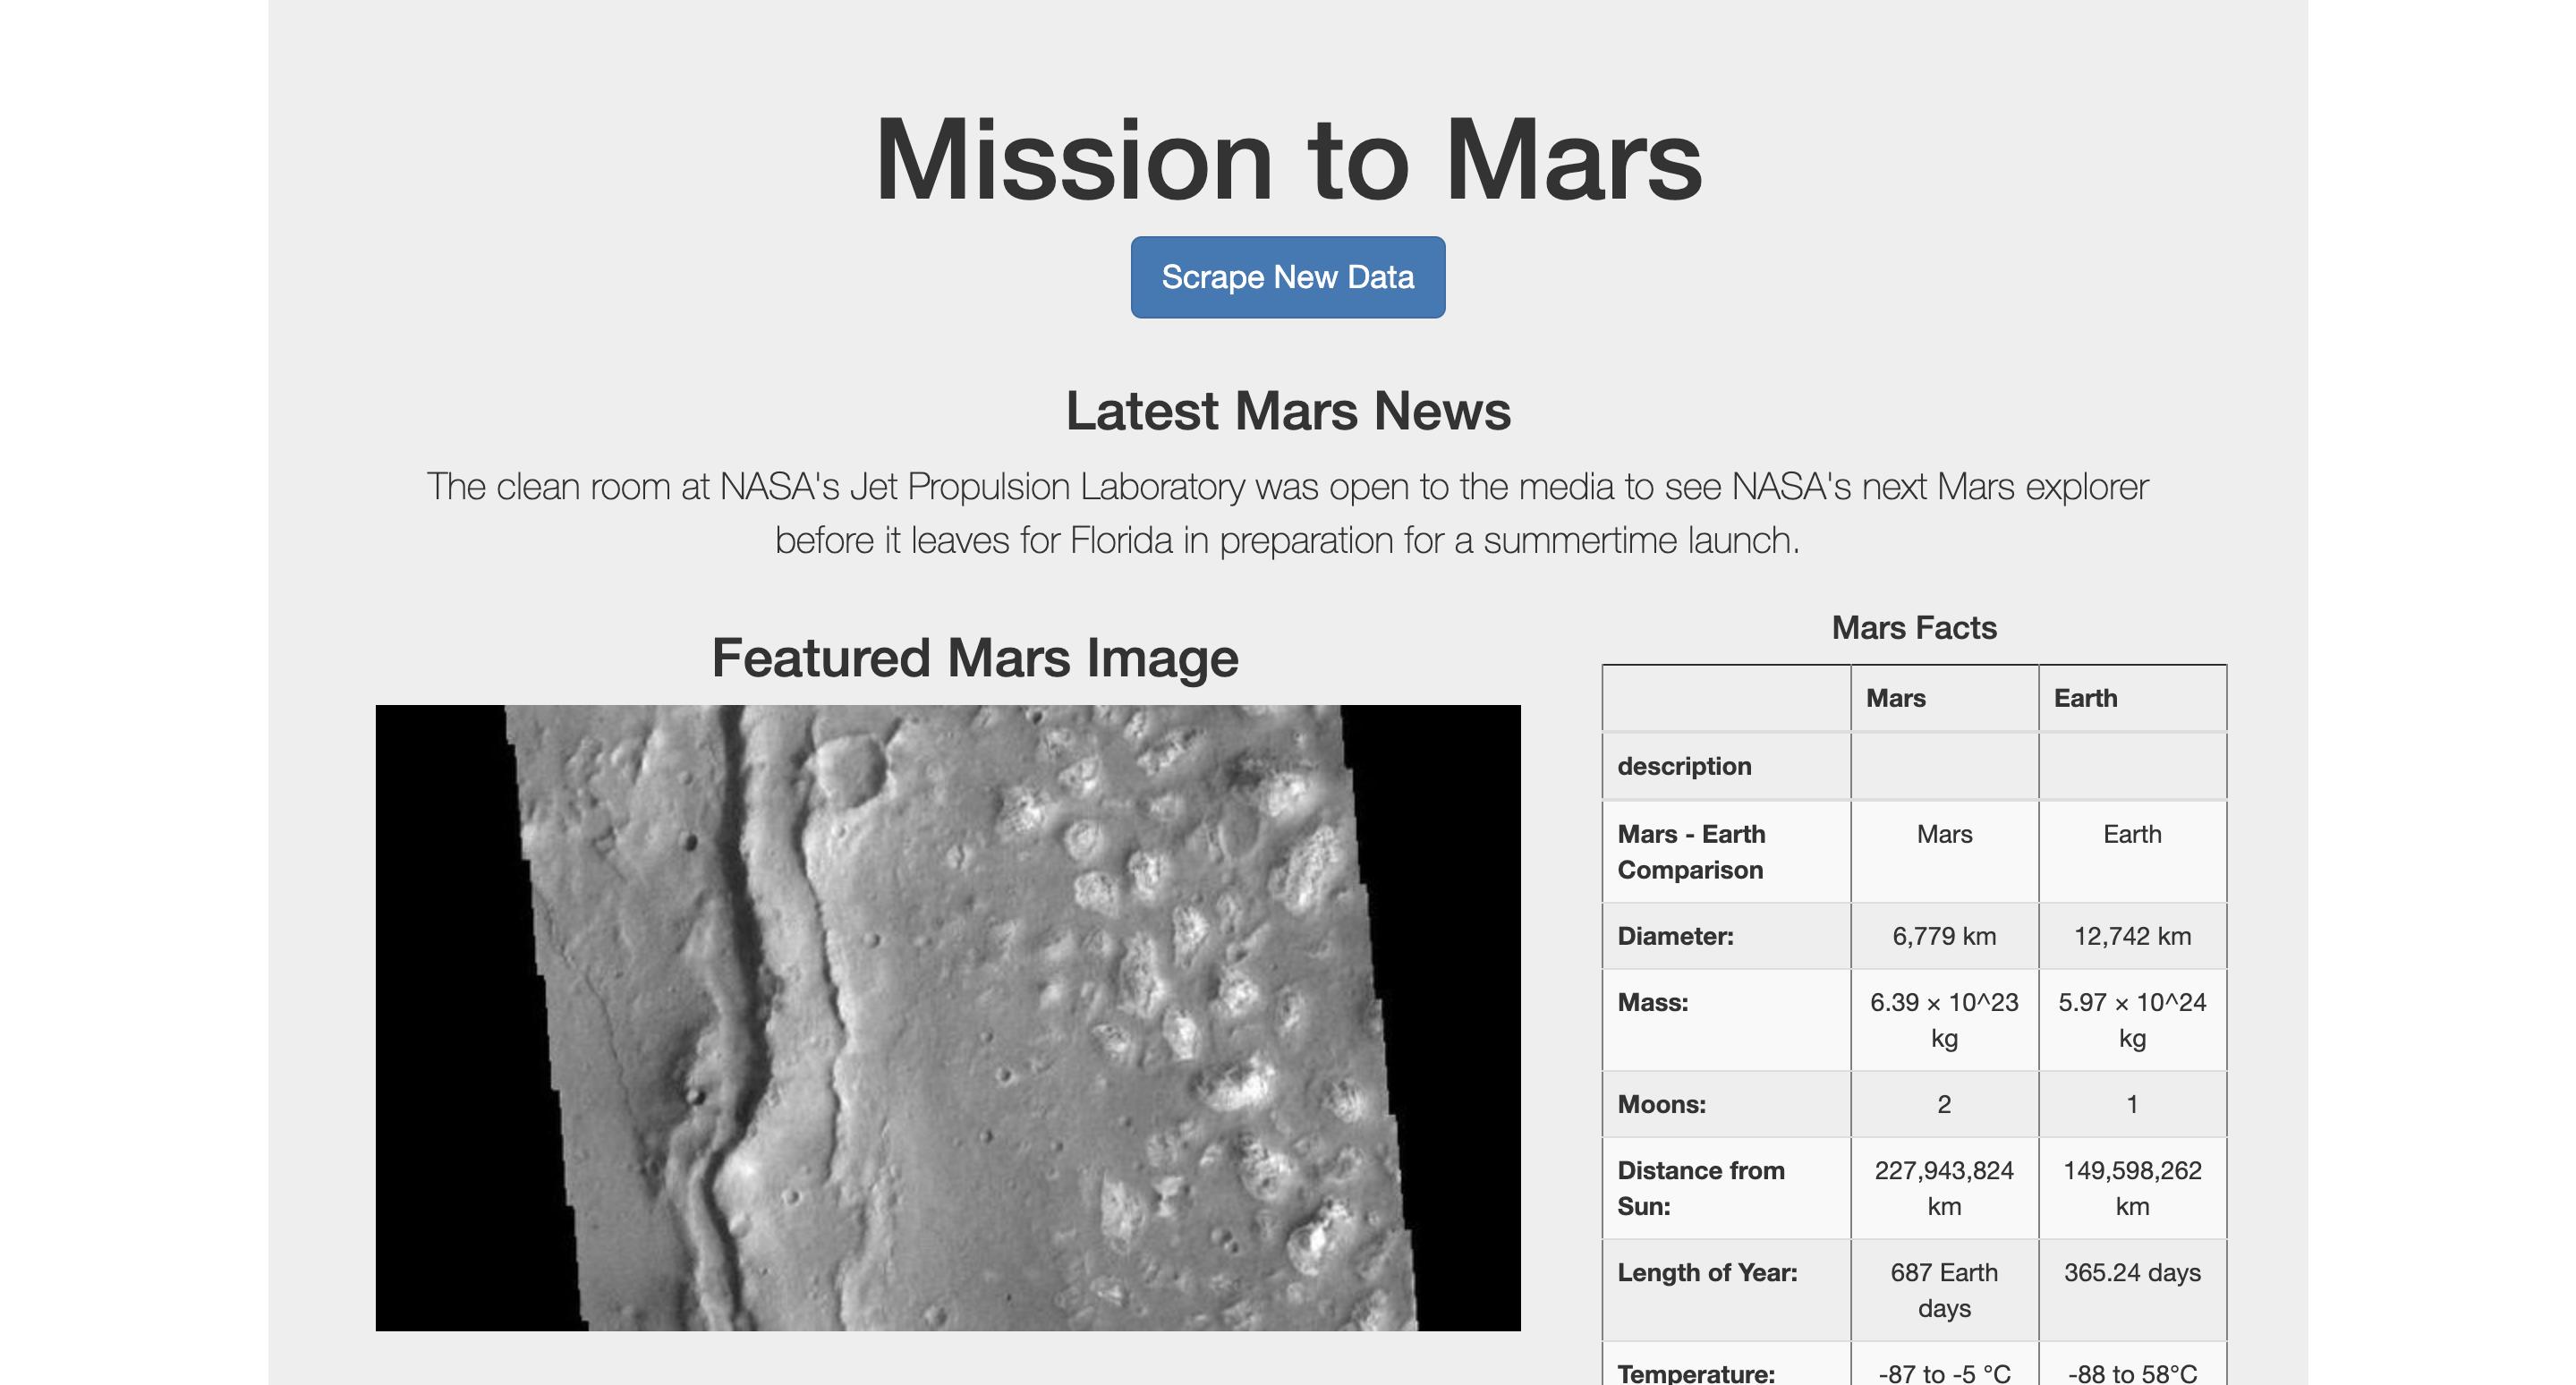 Mission to Mars
Scrape New Data
Latest Mars News
The clean room at NASA's Jet Propulsion Laboratory was open to the media to see NASA's next Mars explorer
before it leaves for Florida in preparation for a summertime launch.
Featured Mars Image
Mars Facts
Mars Earth
description
Mars - Earth Comparison Mars Earth
Diameter: 6,779 km 12,742 km
Mass: 6.39 × 10^23 kg 5.97 × 10^24 kg
Moons: 2 1
Distance from Sun: 227,943,824 km 149,598,262 km
Length of Year: 687 Earth days 365.24 days
Temperature: -87 to -5 °C -88 to 58°C